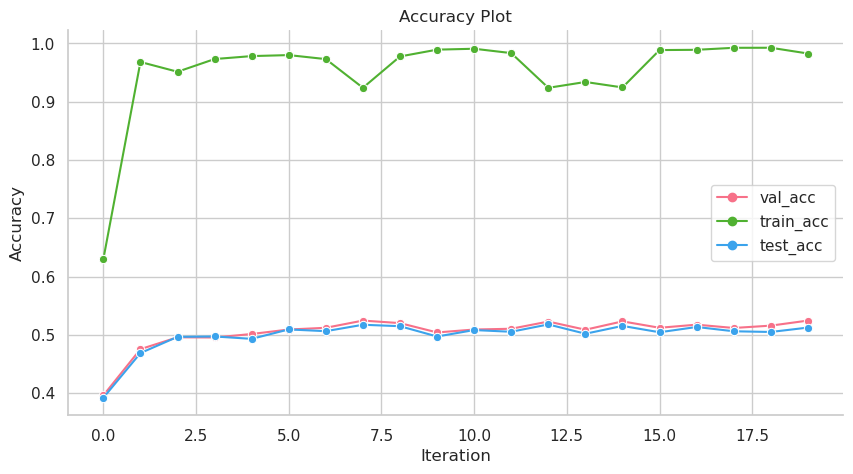 Accuracy Plot
1.0
0.9
0.8
0.7
0.6
0.5
0.4
Accuracy
val_acc
train_acc
test_acc
0.0 2.5 5.0 7.5 10.0 12.5 15.0 17.5
Iteration